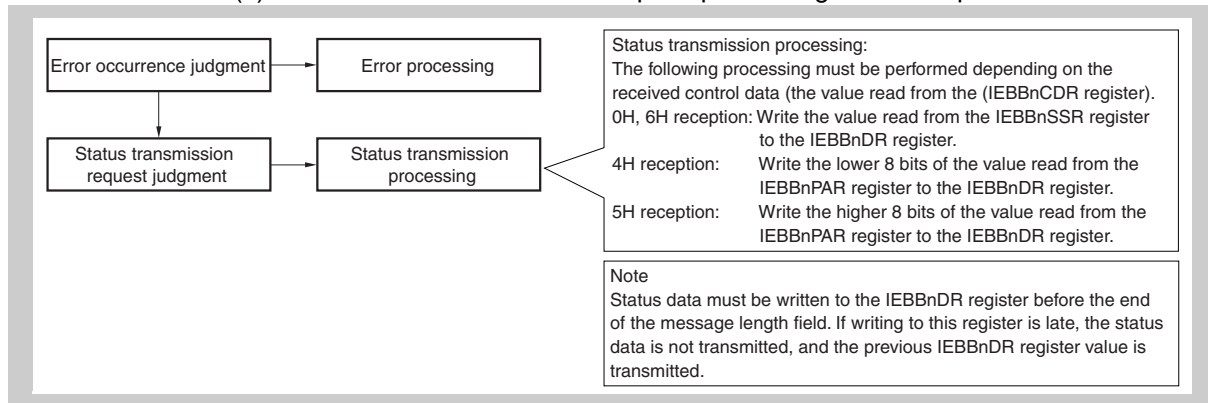 Error occurrence judgment
Error processing
Status transmission
request judgment
Status transmission
processing
Status transmission processing:
The following processing must be performed depending on the
received control data (the value read from the (IEBBnCDR register).
0H, 6H reception: Write the value read from the IEBBnSSR register
to the IEBBnDR register.
4H reception: Write the lower 8 bits of the value read from the
IEBBnPAR register to the IEBBnDR register.
5H reception: Write the higher 8 bits of the value read from the
IEBBnPAR register to the IEBBnDR register.
Note
Status data must be written to the IEBBnDR register before the end
of the message length field. If writing to this register is late, the status
data is not transmitted, and the previous IEBBnDR register value is
transmitted.